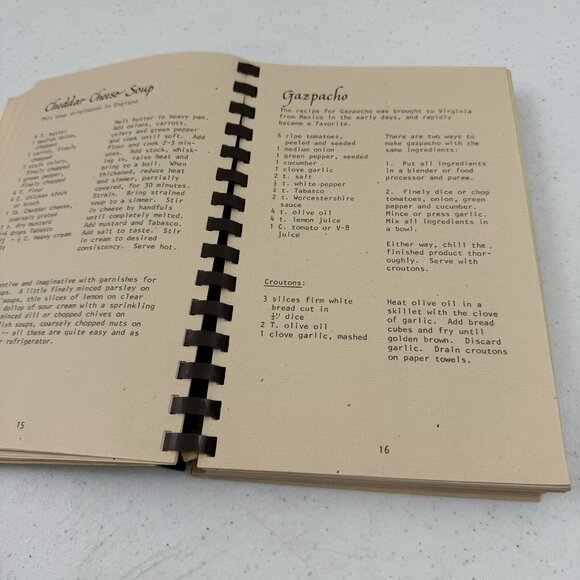 Cheddar Cheese Soup
This soup originated in England.
4 T. butter
1 medium onion,
chopped
1 carrot, finely
chopped
1 stalk celery,
finely chopped
1 green pepper,
finely chopped
T. flour
4 C. chicken stock
1 lb. Cheddar cheese,
coarsely grated
t. dry mustard
drops Tabasco
C. heavy cream
salt
Melt butter in heavy pan.
Add onions, carrots,
celery and green pepper
and cook until soft. Add
flour and cook 2-3 min-
utes. Add stock, whisk-
ing in, raise heat and
bring to a boil. When
thickened, reduce heat
and simmer, partially
covered, for 30 minutes.
Strain. Bring strained
soup to a simmer. Stir
in cheese by handfuls
until completely melted.
Add mustard and Tabasco.
Add salt to taste. Stir
in cream to desired
consistency. Serve hot.
entive and imaginative with garnishes for
ups. A little finely minced parsley on
soups, thin slices of lemon on clear
dollop of sour cream with a sprinkling
minced dill or chopped chives on
fish soups, coarsely chopped nuts on
-- all these are quite easy and as
r refrigerator.
15
Gazpacho
The recipe for Gazpacho was brought to Virginia
from Mexico in the early days, and rapidly
became a favorite.
6 ripe tomatoes,
peeled and seeded
1 medium onion
1 green pepper, seeded
1 cucumber
1 clove garlic
2 t. salt
½ t. white pepper
½ t. Tabasco
2 t. Worcestershire
sauce
4 t. olive oil
4 t. lemon juice
1 C. tomato or V-8
juice
There are two ways to
make gazpacho with the
same ingredients:
1. Put all ingredients
in a blender or food
processor and puree.
2. Finely dice or chop
tomatoes, onion, green
pepper and cucumber.
Mince or press garlic.
Mix all ingredients in
a bowl.
Either way, chill the
finished product thor-
oughly. Serve with
croutons.
Croutons:
3 slices firm white
bread cut in
½" dice
2 T. olive oil
1 clove garlic, mashed
Heat olive oil in a
skillet with the clove
of garlic. Add bread
cubes and fry until
golden brown. Discard
garlic. Drain croutons
on paper towels.
16